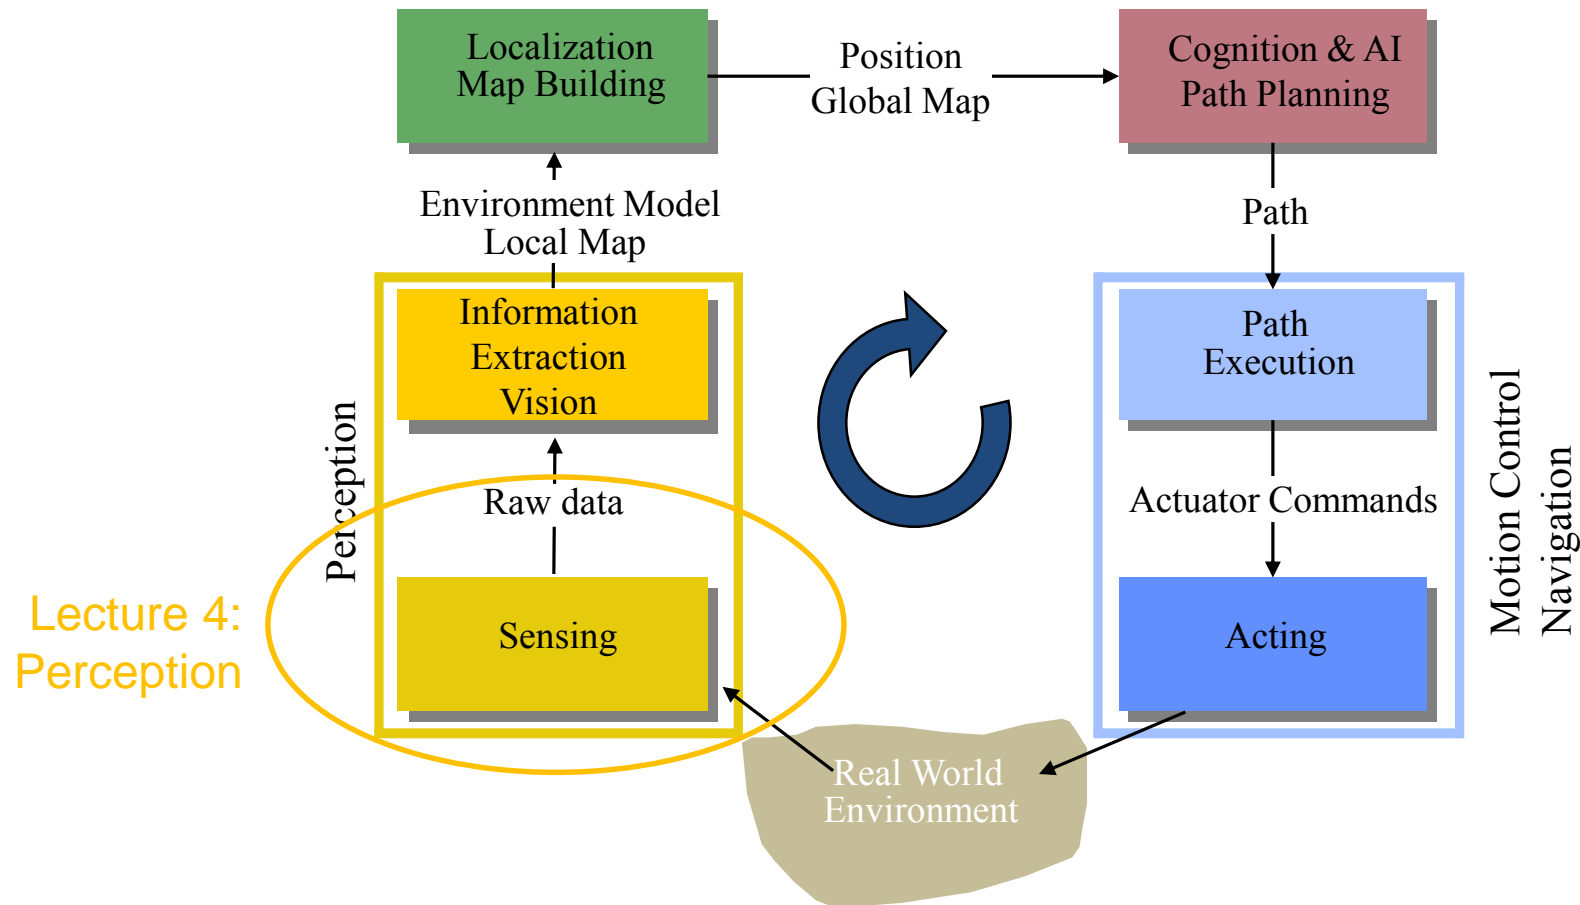 Localization
Map Building
Position
Global Map
Cognition & AI
Path Planning
Environment Model
Local Map
Path
Information
Extraction
Vision
Path
Execution
Perception
Raw data
Actuator Commands
Motion Control
Navigation
Lecture 4:
Perception
Sensing
Acting
Real World
Environment